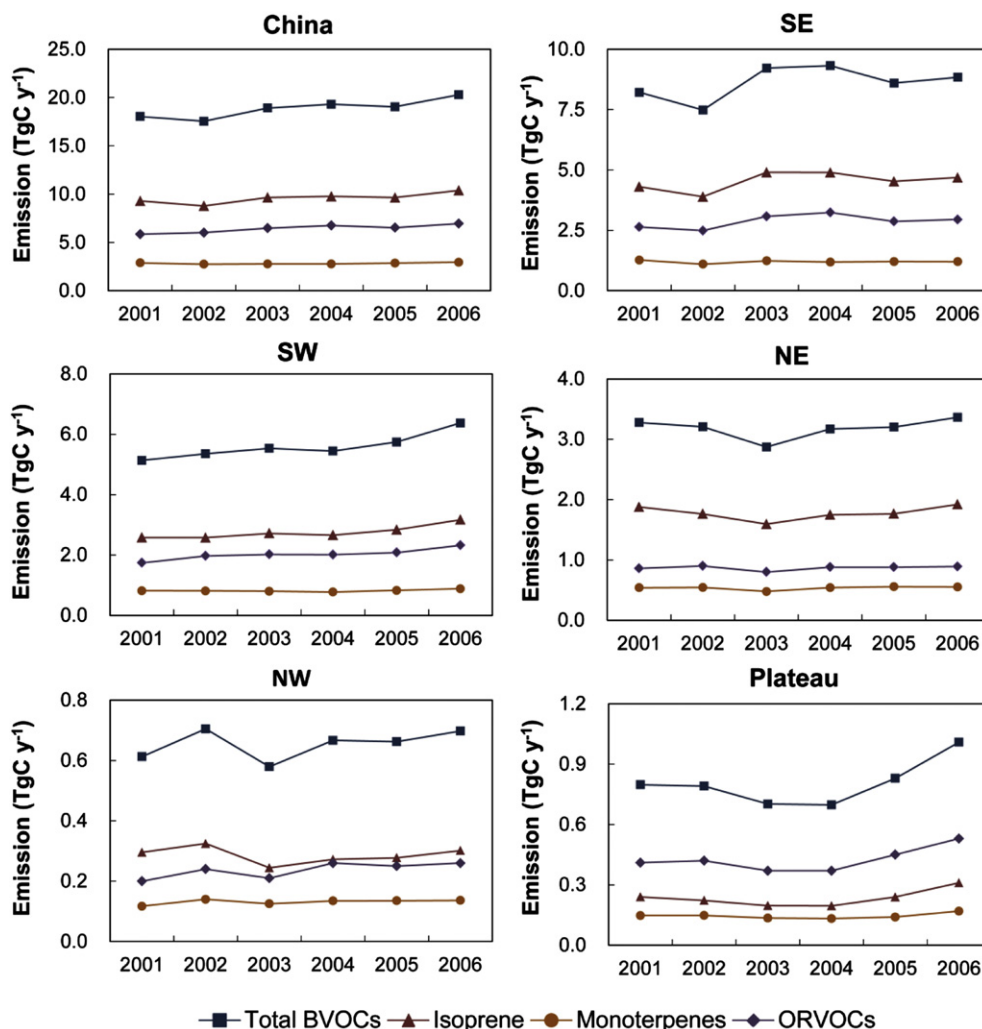 China
Emission (TgC y-1)
25.0
20.0
15.0
10.0
5.0
0.0
2001 2002 2003 2004 2005 2006
SE
Emission (TgC y-1)
10.0
7.5
5.0
2.5
0.0
2001 2002 2003 2004 2005 2006
SW
Emission (TgC y-1)
8.0
6.0
4.0
2.0
0.0
2001 2002 2003 2004 2005 2006
NE
Emission (TgC y-1)
4.0
3.0
2.0
1.0
0.0
2001 2002 2003 2004 2005 2006
NW
Emission (TgC y-1)
0.8
0.6
0.4
0.2
0.0
2001 2002 2003 2004 2005 2006
Plateau
Emission (TgC y-1)
1.2
0.9
0.6
0.3
0.0
2001 2002 2003 2004 2005 2006
Total BVOCs Isoprene Monoterpenes ORVOCs